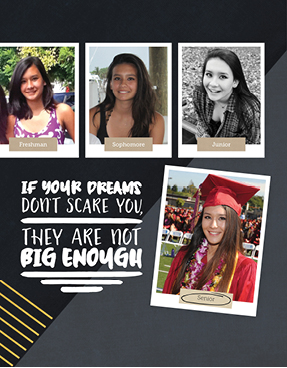 Freshman
Sophomore
Junior
IF YOUR DREAMS
DON'T SCARE YOU,
THEY ARE NOT
BIG ENOUGH
Senior